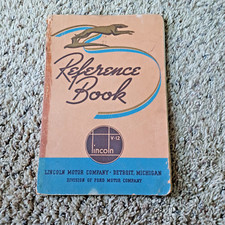 Reference
Book
V-12
lincoln
LINCOLN MOTOR COMPANY · DETROIT, MICHIGAN
DIVISION OF FORD MOTOR COMPANY